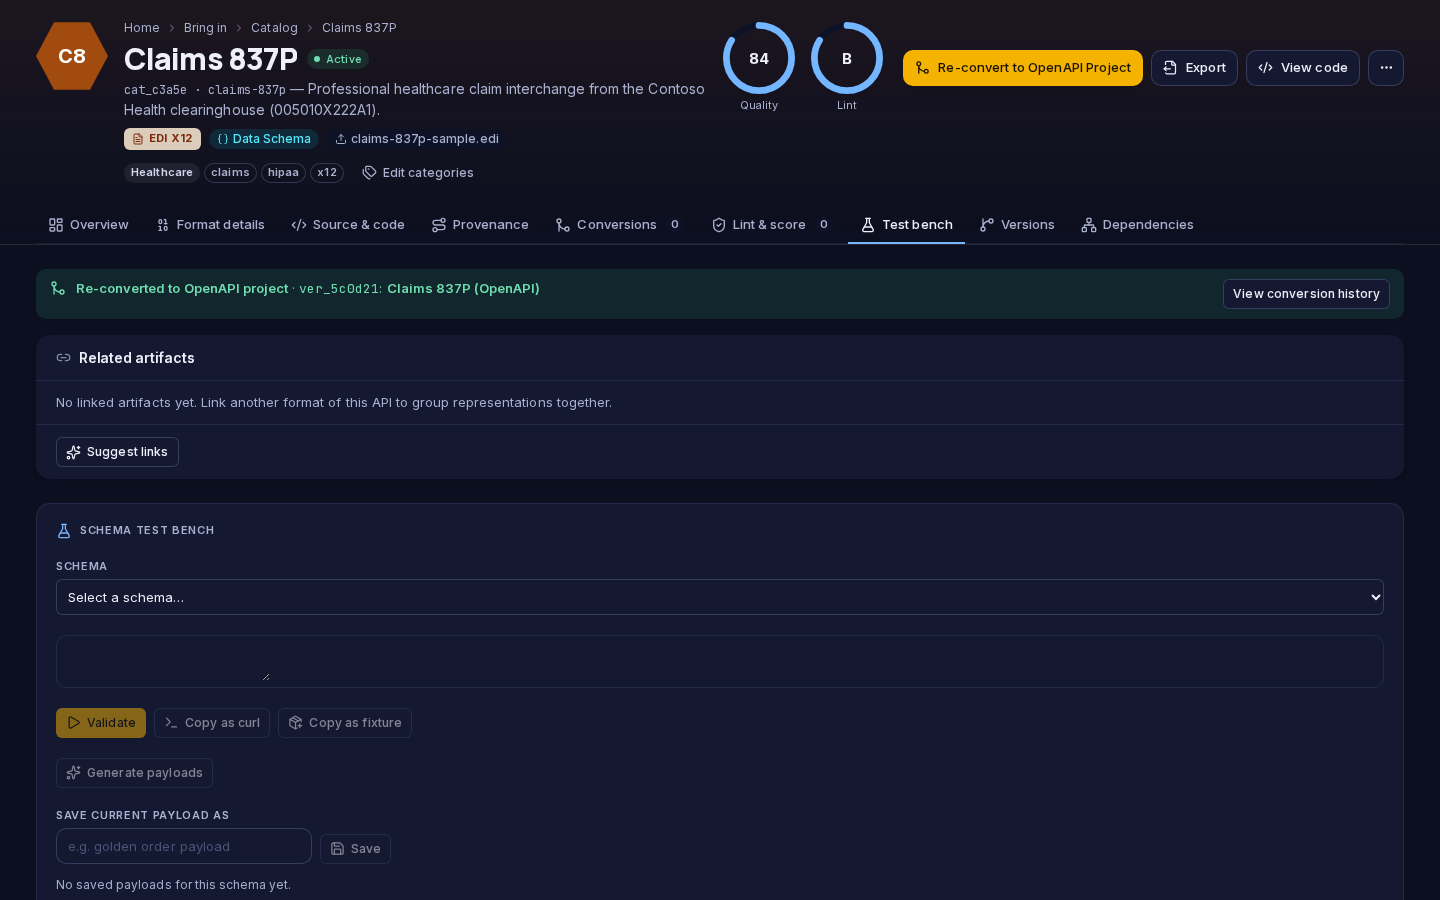 Home > Bring in > Catalog > Claims 837P
C8
Claims 837P
Active
cat_c3a5e · claims-837p — Professional healthcare claim interchange from the Contoso
Health clearinghouse (005010X222A1).
EDI X12
{} Data Schema
claims-837p-sample.edi
Healthcare
claims
hipaa
x12
Edit categories
84
Quality
B
Lint
Re-convert to OpenAPI Project
Export
View code
Overview
Format details
Source & code
Provenance
Conversions 0
Lint & score 0
Test bench
Versions
Dependencies
Re-converted to OpenAPI project · ver_5c0d21: Claims 837P (OpenAPI)
View conversion history
Related artifacts
No linked artifacts yet. Link another format of this API to group representations together.
Suggest links
SCHEMA TEST BENCH
SCHEMA
Select a schema...
Validate
Copy as curl
Copy as fixture
Generate payloads
SAVE CURRENT PAYLOAD AS
e.g. golden order payload
Save
No saved payloads for this schema yet.